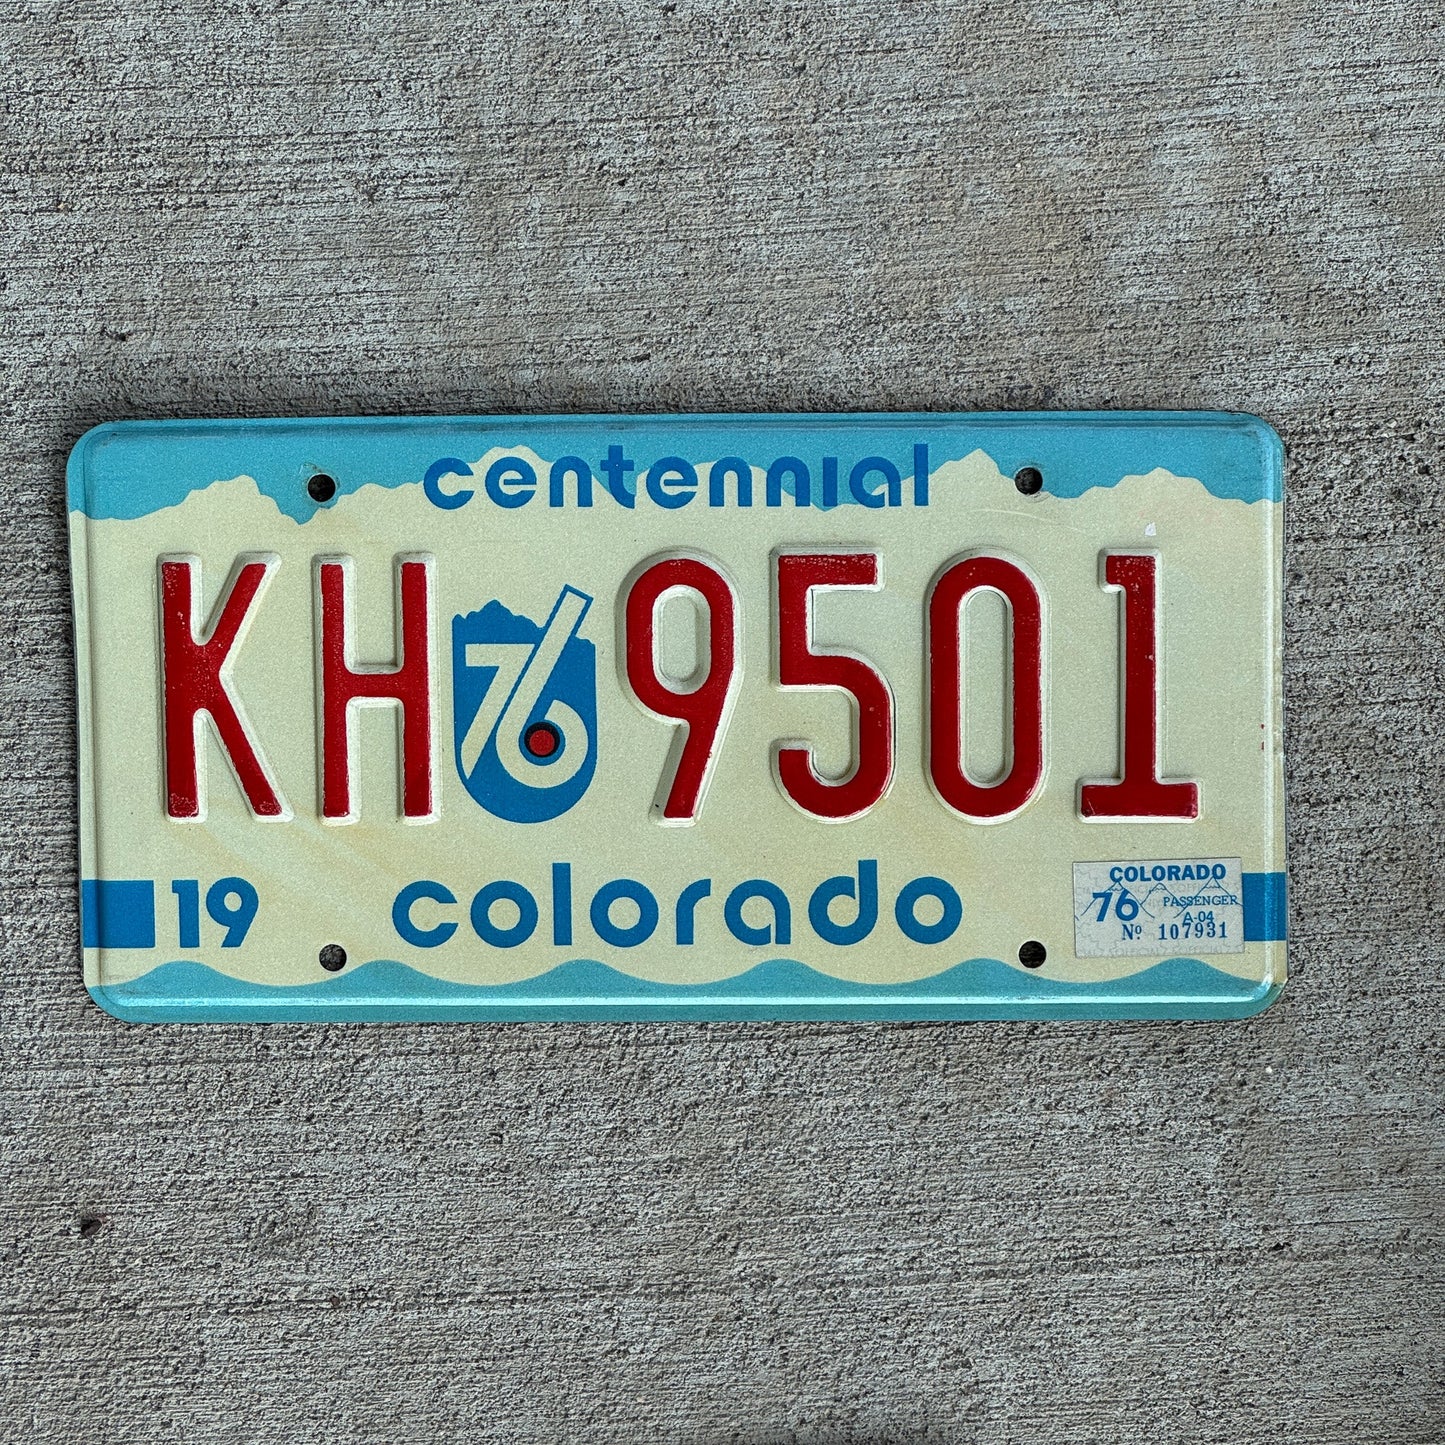 centennial
KH 76 9501
19 colorado
COLORADO
76 PASSENGER
A-04
Nº 107931